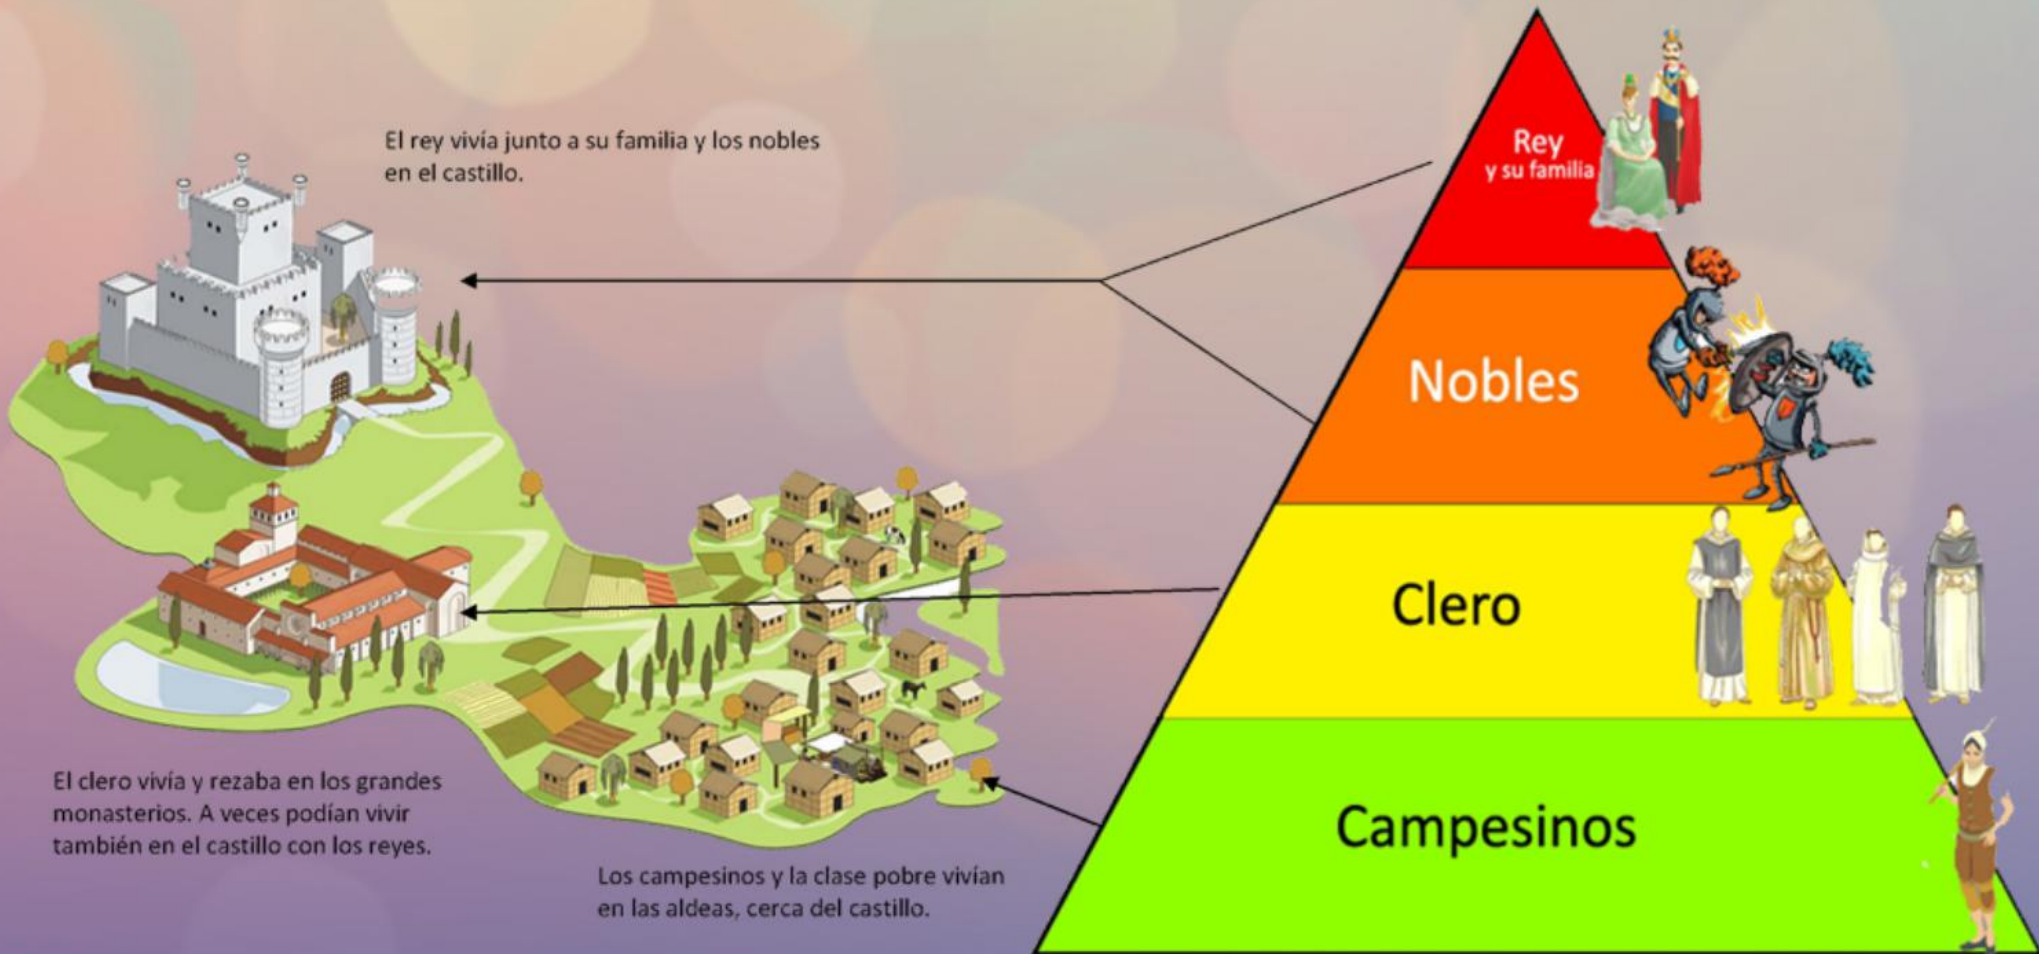 El rey vivía junto a su familia y los nobles
en el castillo.
Rey
y su familia
Nobles
Clero
Campesinos
El clero vivía y rezaba en los grandes
monasterios. A veces podían vivir
también en el castillo con los reyes.
Los campesinos y la clase pobre vivían
en las aldeas, cerca del castillo.